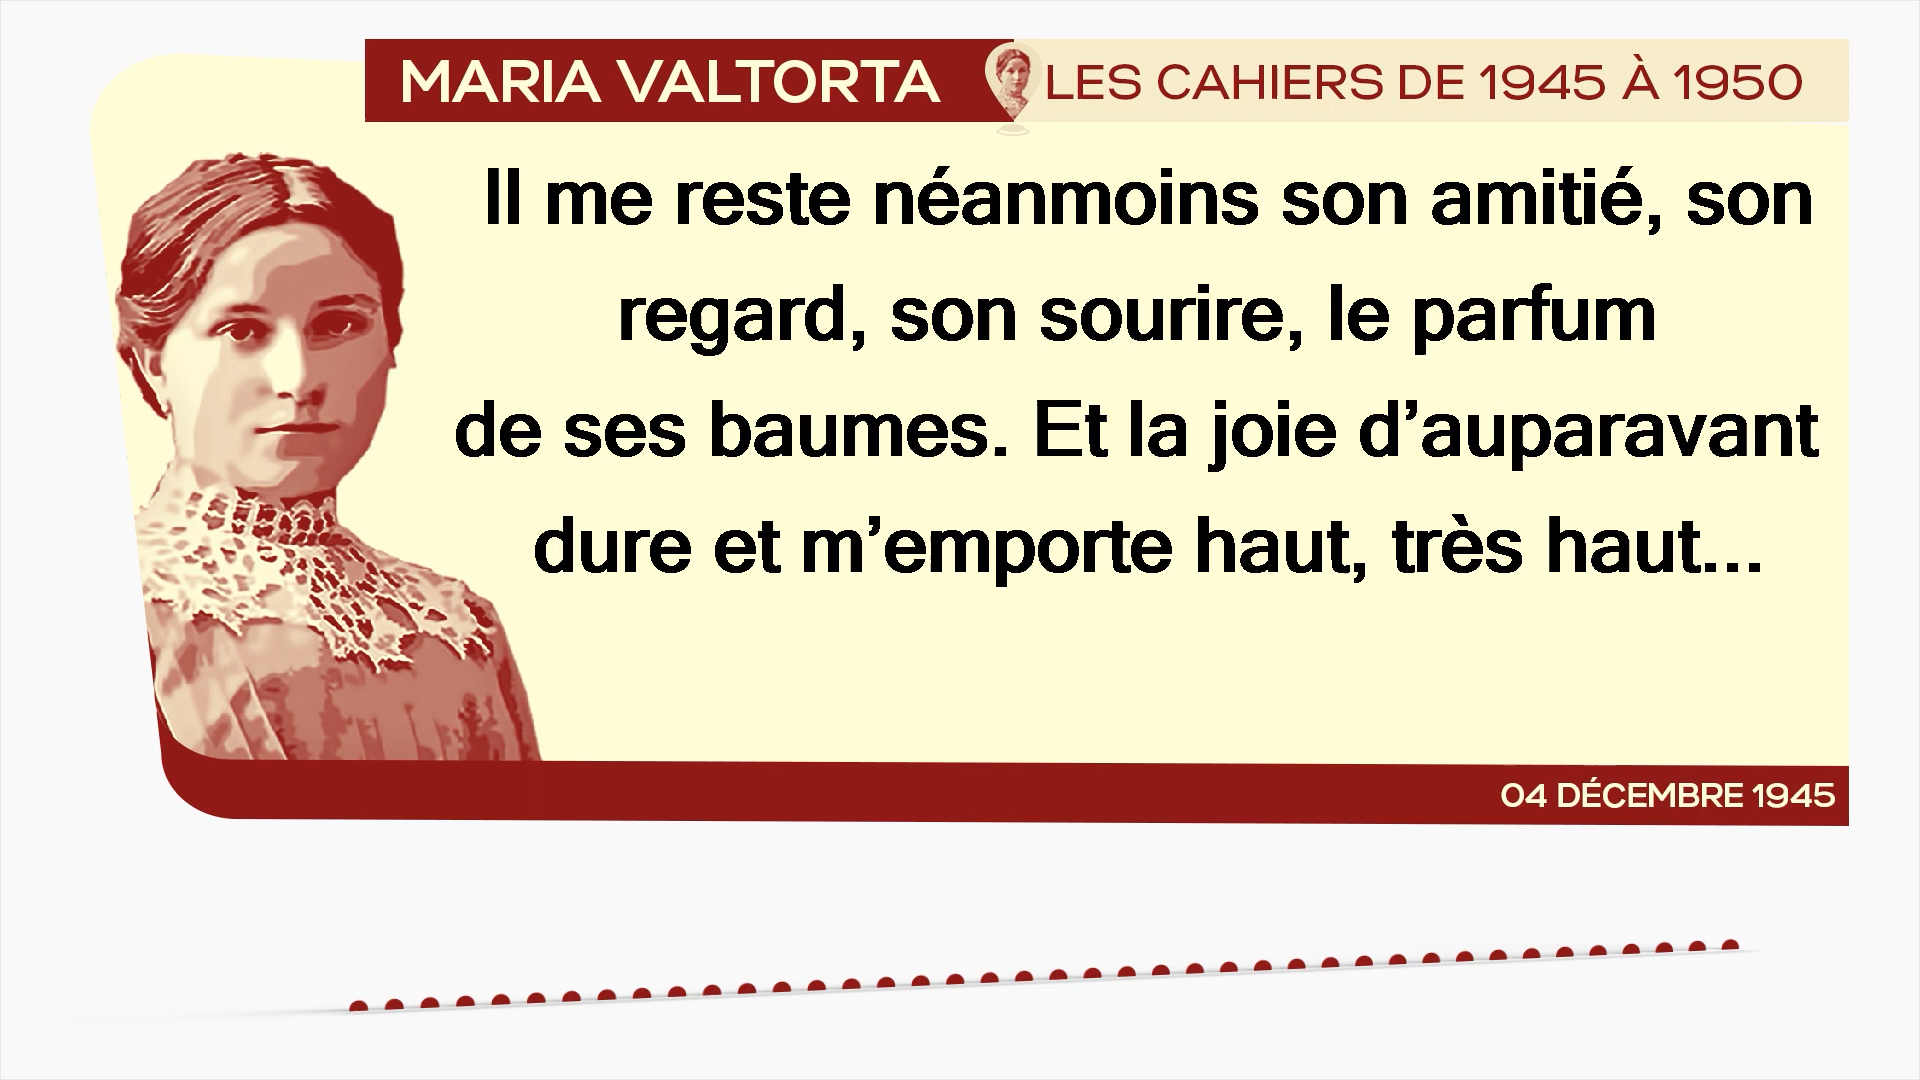 MARIA VALTORTA
LES CAHIERS DE 1945 À 1950
Il me reste néanmoins son amitié, son
regard, son sourire, le parfum
de ses baumes. Et la joie d’auparavant
dure et m’emporte haut, très haut...
04 DÉCEMBRE 1945